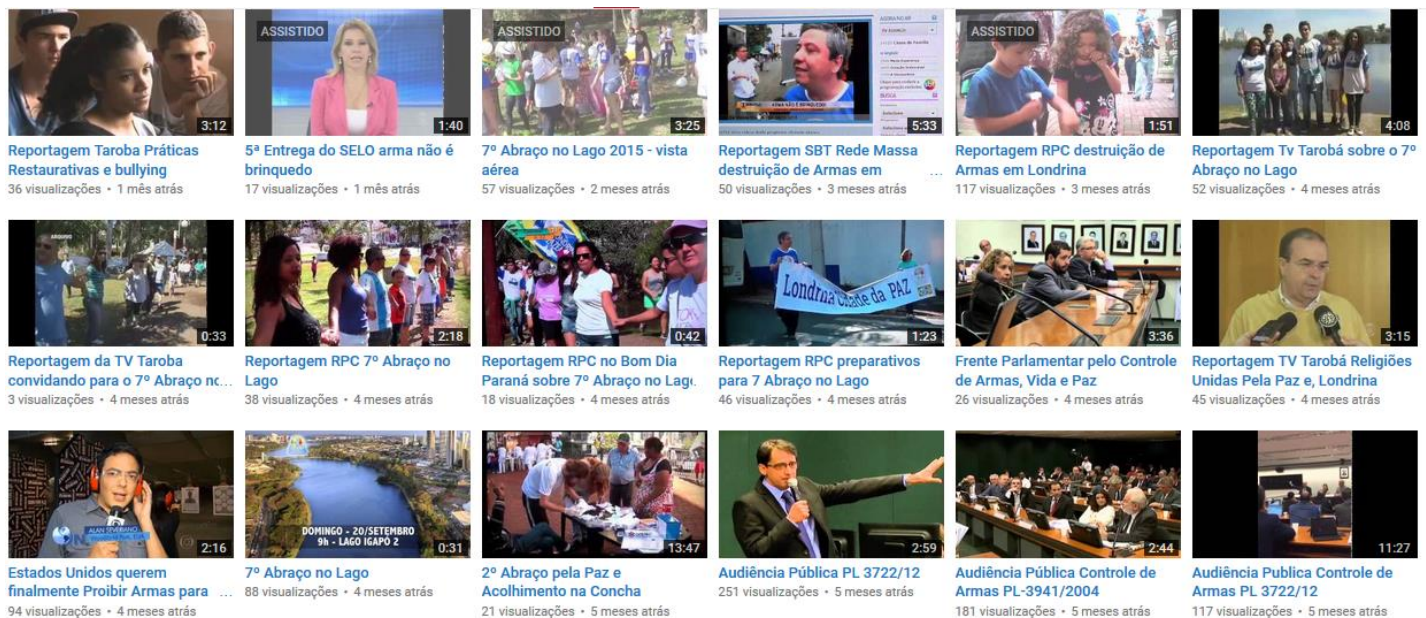 3:12
ASSISTIDO
1:40
ASSISTIDO
3:25
ARMA NÃO É BRINQUEDO
5:33
ASSISTIDO
1:51
4:08
Reportagem Taroba Práticas
Restaurativas e bullying
36 visualizações • 1 mês atrás
5ª Entrega do SELO arma não é
brinquedo
17 visualizações • 1 mês atrás
7º Abraço no Lago 2015 - vista
aérea
57 visualizações • 2 meses atrás
Reportagem SBT Rede Massa
destruição de Armas em ...
50 visualizações • 3 meses atrás
Reportagem RPC destruição de
Armas em Londrina
117 visualizações • 3 meses atrás
Reportagem Tv Tarobá sobre o 7º
Abraço no Lago
52 visualizações • 4 meses atrás
ARQUIVO
0:33
2:18
0:42
Londrina Cidade da PAZ
1:23
3:36
3:15
Reportagem da TV Taroba
convidando para o 7º Abraço nc...
3 visualizações • 4 meses atrás
Reportagem RPC 7º Abraço no
Lago
38 visualizações • 4 meses atrás
Reportagem RPC no Bom Dia
Paraná sobre 7º Abraço no Lago.
18 visualizações • 4 meses atrás
Reportagem RPC preparativos
para 7 Abraço no Lago
46 visualizações • 4 meses atrás
Frente Parlamentar pelo Controle
de Armas, Vida e Paz
26 visualizações • 4 meses atrás
Reportagem TV Tarobá Religiões
Unidas Pela Paz e, Londrina
45 visualizações • 4 meses atrás
ALAN SEVERIANO
2:16
DOMINGO - 20/SETEMBRO
9h - LAGO IGAPÓ 2
0:31
13:47
2:59
2:44
11:27
Estados Unidos querem
finalmente Proibir Armas para ...
94 visualizações • 4 meses atrás
7º Abraço no Lago
88 visualizações • 4 meses atrás
2º Abraço pela Paz e
Acolhimento na Concha
21 visualizações • 5 meses atrás
Audiência Pública PL 3722/12
251 visualizações • 5 meses atrás
Audiência Pública Controle de
Armas PL-3941/2004
181 visualizações • 5 meses atrás
Audiência Publica Controle de
Armas PL 3722/12
117 visualizações • 5 meses atrás